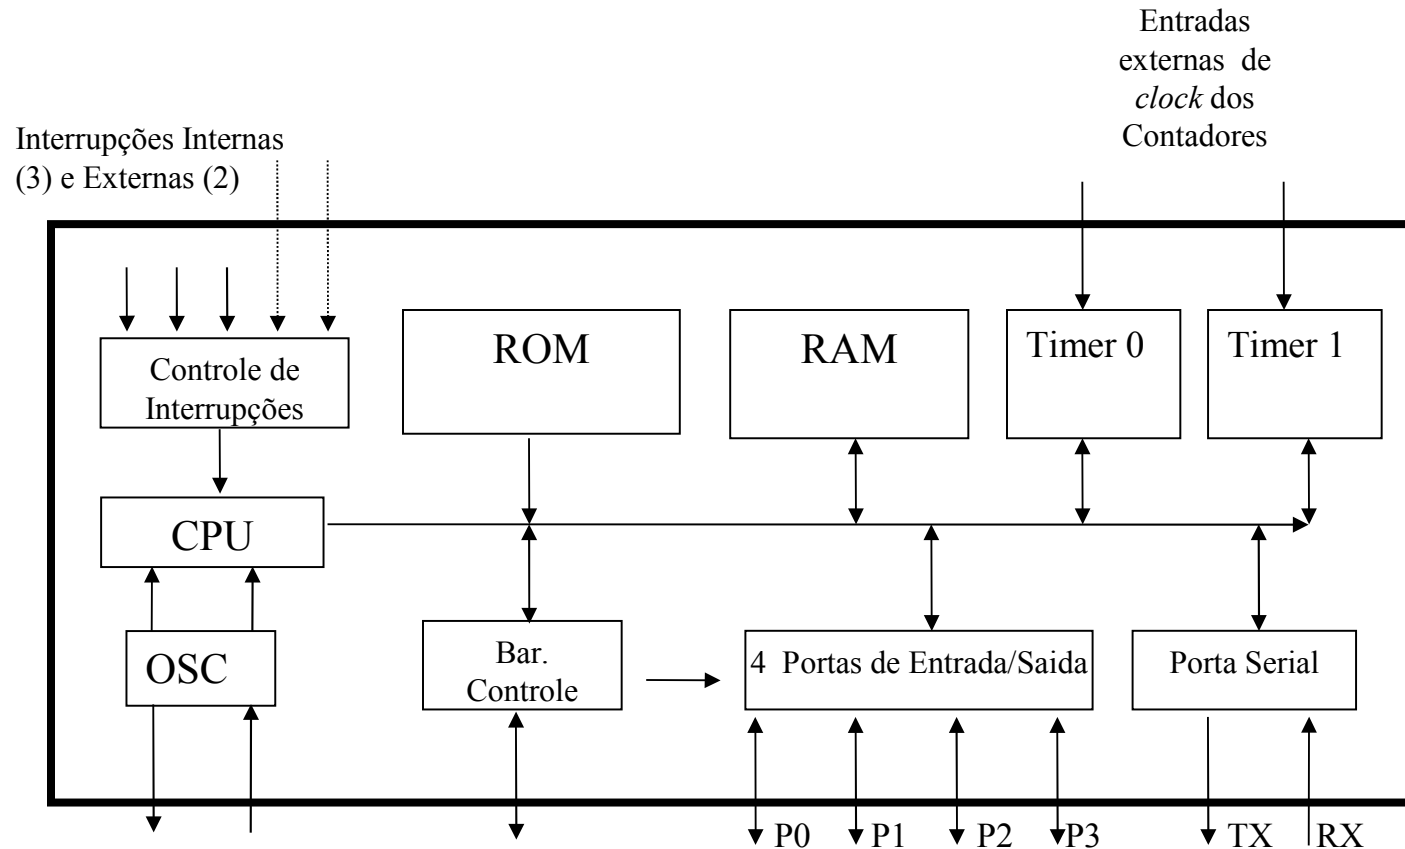 Entradas
externas de
clock dos
Contadores
Interrupções Internas
(3) e Externas (2)
Controle de
Interrupções
ROM
RAM
Timer 0
Timer 1
CPU
OSC
Bar.
Controle
4 Portas de Entrada/Saida
Porta Serial
P0
P1
P2
P3
TX
RX